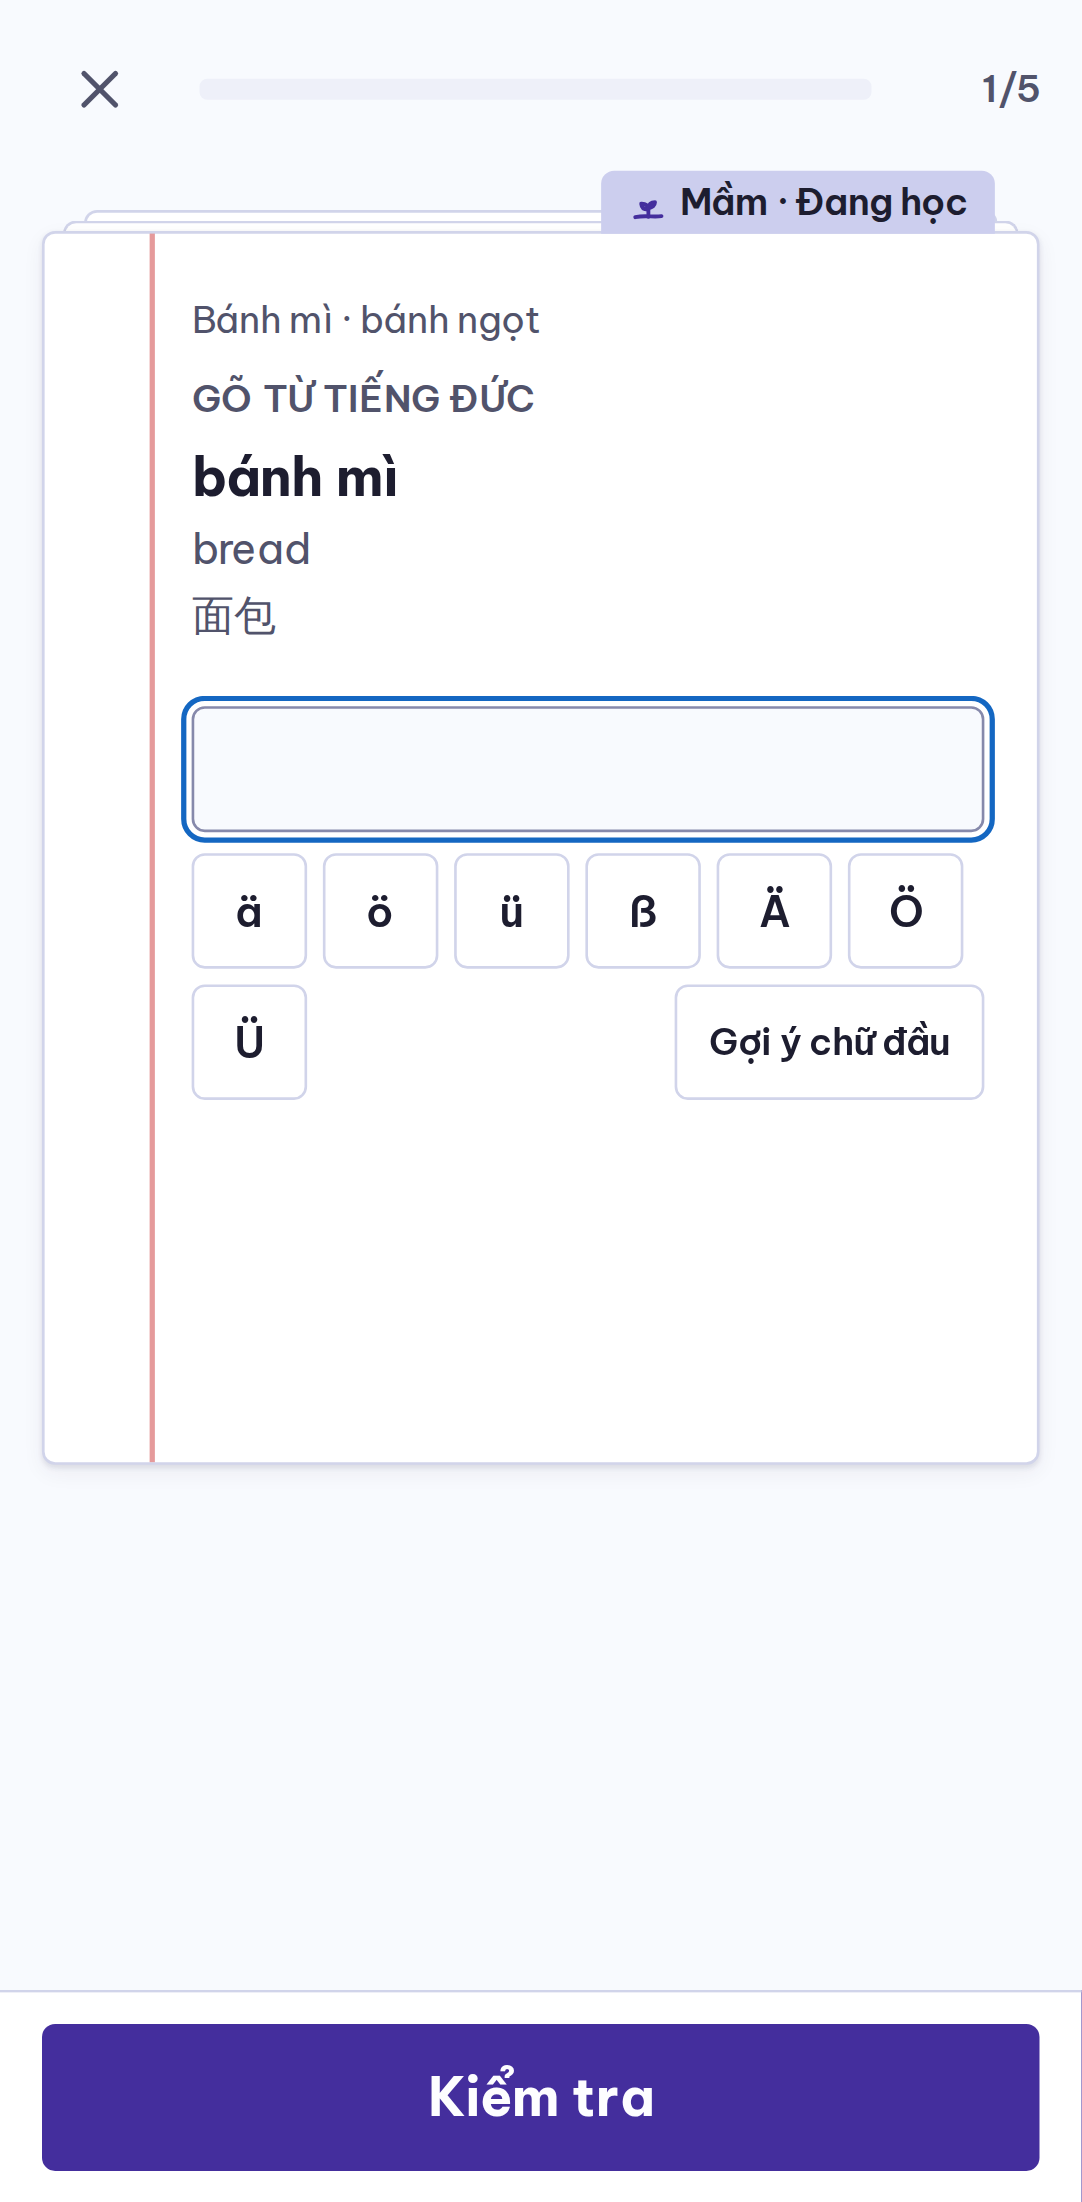 1/5
Mầm · Đang học
Bánh mì · bánh ngọt
GÕ TỪ TIẾNG ĐỨC
bánh mì
bread
面包
ä ö ü ß Ä Ö
Ü Gợi ý chữ đầu
Kiểm tra